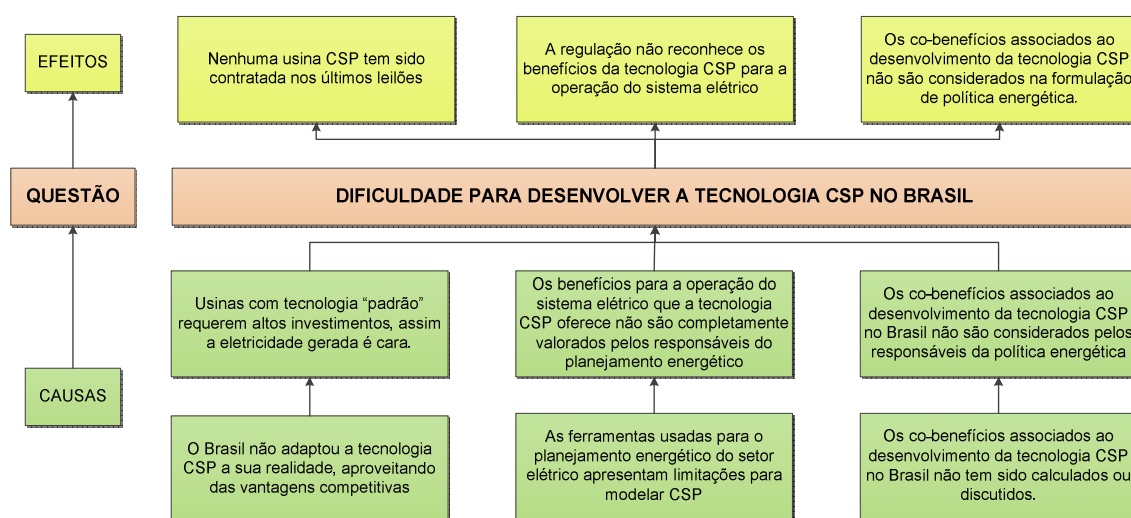 EFEITOS
Nenhuma usina CSP tem sido
contratada nos últimos leilões
A regulação não reconhece os
benefícios da tecnologia CSP para a
operação do sistema elétrico
Os co-benefícios associados ao
desenvolvimento da tecnologia CSP
não são considerados na formulação
de política energética.
QUESTÃO
DIFICULDADE PARA DESENVOLVER A TECNOLOGIA CSP NO BRASIL
CAUSAS
Usinas com tecnologia “padrão”
requerem altos investimentos, assim
a eletricidade gerada é cara.
Os benefícios para a operação do
sistema elétrico que a tecnologia
CSP oferece não são completamente
valorados pelos responsáveis do
planejamento energético
Os co-benefícios associados ao
desenvolvimento da tecnologia CSP
no Brasil não são considerados pelos
responsáveis da política energética
O Brasil não adaptou a tecnologia
CSP a sua realidade, aproveitando
das vantagens competitivas
As ferramentas usadas para o
planejamento energético do setor
elétrico apresentam limitações para
modelar CSP
Os co-benefícios associados ao
desenvolvimento da tecnologia CSP
no Brasil não tem sido calculados ou
discutidos.